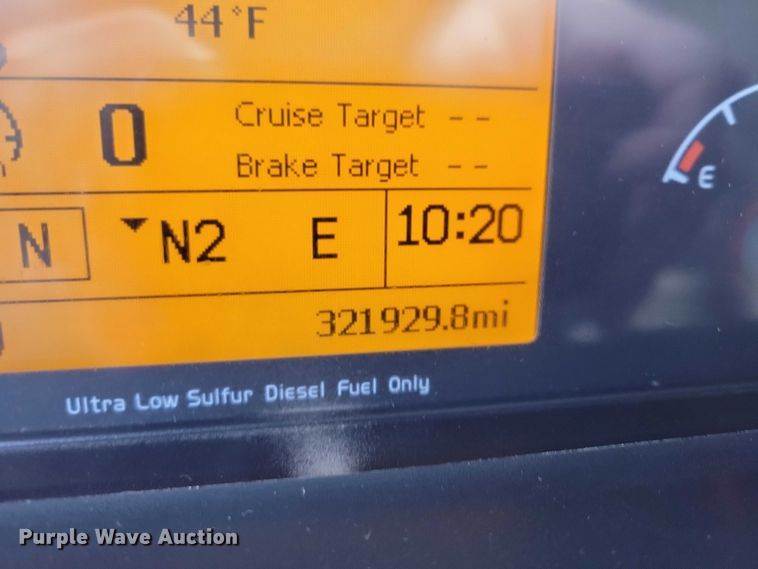 44°F
0
Cruise Target --
Brake Target --
N
N2 E
10:20
321929.8mi
E
Ultra Low Sulfur Diesel Fuel Only
Purple Wave Auction